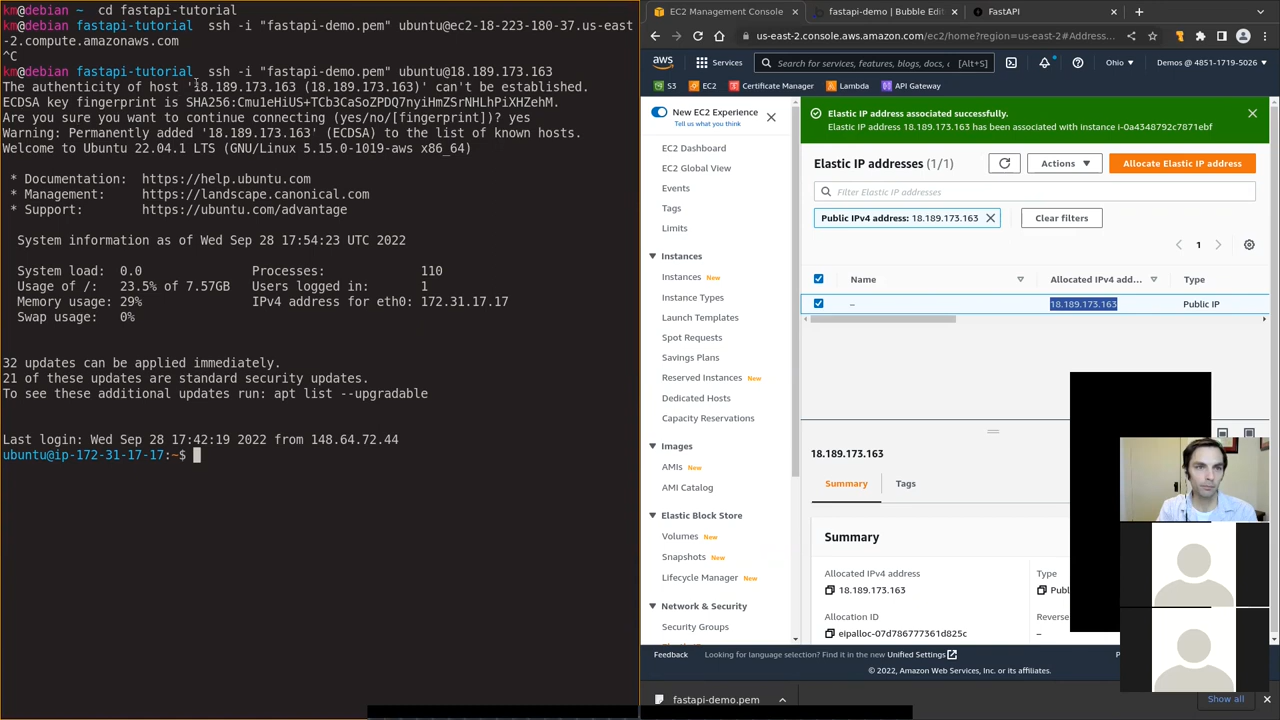 km@debian ~ cd fastapi-tutorial
km@debian fastapi-tutorial ssh -i "fastapi-demo.pem" ubuntu@ec2-18-223-180-37.us-east
-2.compute.amazonaws.com
^C
km@debian fastapi-tutorial ssh -i "fastapi-demo.pem" ubuntu@18.189.173.163
The authenticity of host '18.189.173.163 (18.189.173.163)' can't be established.
ECDSA key fingerprint is SHA256:Cmu1eHiUS+TCb3CaSoZPDQ7nyiHmZSrNHLhPiXHZehM.
Are you sure you want to continue connecting (yes/no/[fingerprint])? yes
Warning: Permanently added '18.189.173.163' (ECDSA) to the list of known hosts.
Welcome to Ubuntu 22.04.1 LTS (GNU/Linux 5.15.0-1019-aws x86_64)
* Documentation: https://help.ubuntu.com
* Management: https://landscape.canonical.com
* Support: https://ubuntu.com/advantage
System information as of Wed Sep 28 17:54:23 UTC 2022
System load: 0.0 Processes: 110
Usage of /: 23.5% of 7.57GB Users logged in: 1
Memory usage: 29% IPv4 address for eth0: 172.31.17.17
Swap usage: 0%
32 updates can be applied immediately.
21 of these updates are standard security updates.
To see these additional updates run: apt list --upgradable
Last login: Wed Sep 28 17:42:19 2022 from 148.64.72.44
ubuntu@ip-172-31-17-17:~$
EC2 Management Console
fastapi-demo | Bubble Edit
FastAPI
us-east-2.console.aws.amazon.com/ec2/home?region=us-east-2#Address…
aws
Services
Search for services, features, blogs, docs,
[Alt+S]
Ohio
Demos @ 4851-1719-5026
S3
EC2
Certificate Manager
Lambda
API Gateway
New EC2 Experience
Tell us what you think
EC2 Dashboard
EC2 Global View
Events
Tags
Limits
Instances
Instances New
Instance Types
Launch Templates
Spot Requests
Savings Plans
Reserved Instances New
Dedicated Hosts
Capacity Reservations
Images
AMIs New
AMI Catalog
Elastic Block Store
Volumes New
Snapshots New
Lifecycle Manager New
Network & Security
Security Groups
Elastic IP address associated successfully.
Elastic IP address 18.189.173.163 has been associated with instance i-0a4348792c7871ebf
Elastic IP addresses (1/1)
Actions
Allocate Elastic IP address
Filter Elastic IP addresses
Public IPv4 address: 18.189.173.163
Clear filters
1
Name
Allocated IPv4 add...
Type
–
18.189.173.163
Public IP
18.189.173.163
Summary
Tags
Summary
Allocated IPv4 address
Type
18.189.173.163
Publ
Allocation ID
Reverse
eipalloc-07d786777361d825c
–
Feedback
Looking for language selection? Find it in the new Unified Settings
P
© 2022, Amazon Web Services, Inc. or its affiliates.
fastapi-demo.pem
Show all